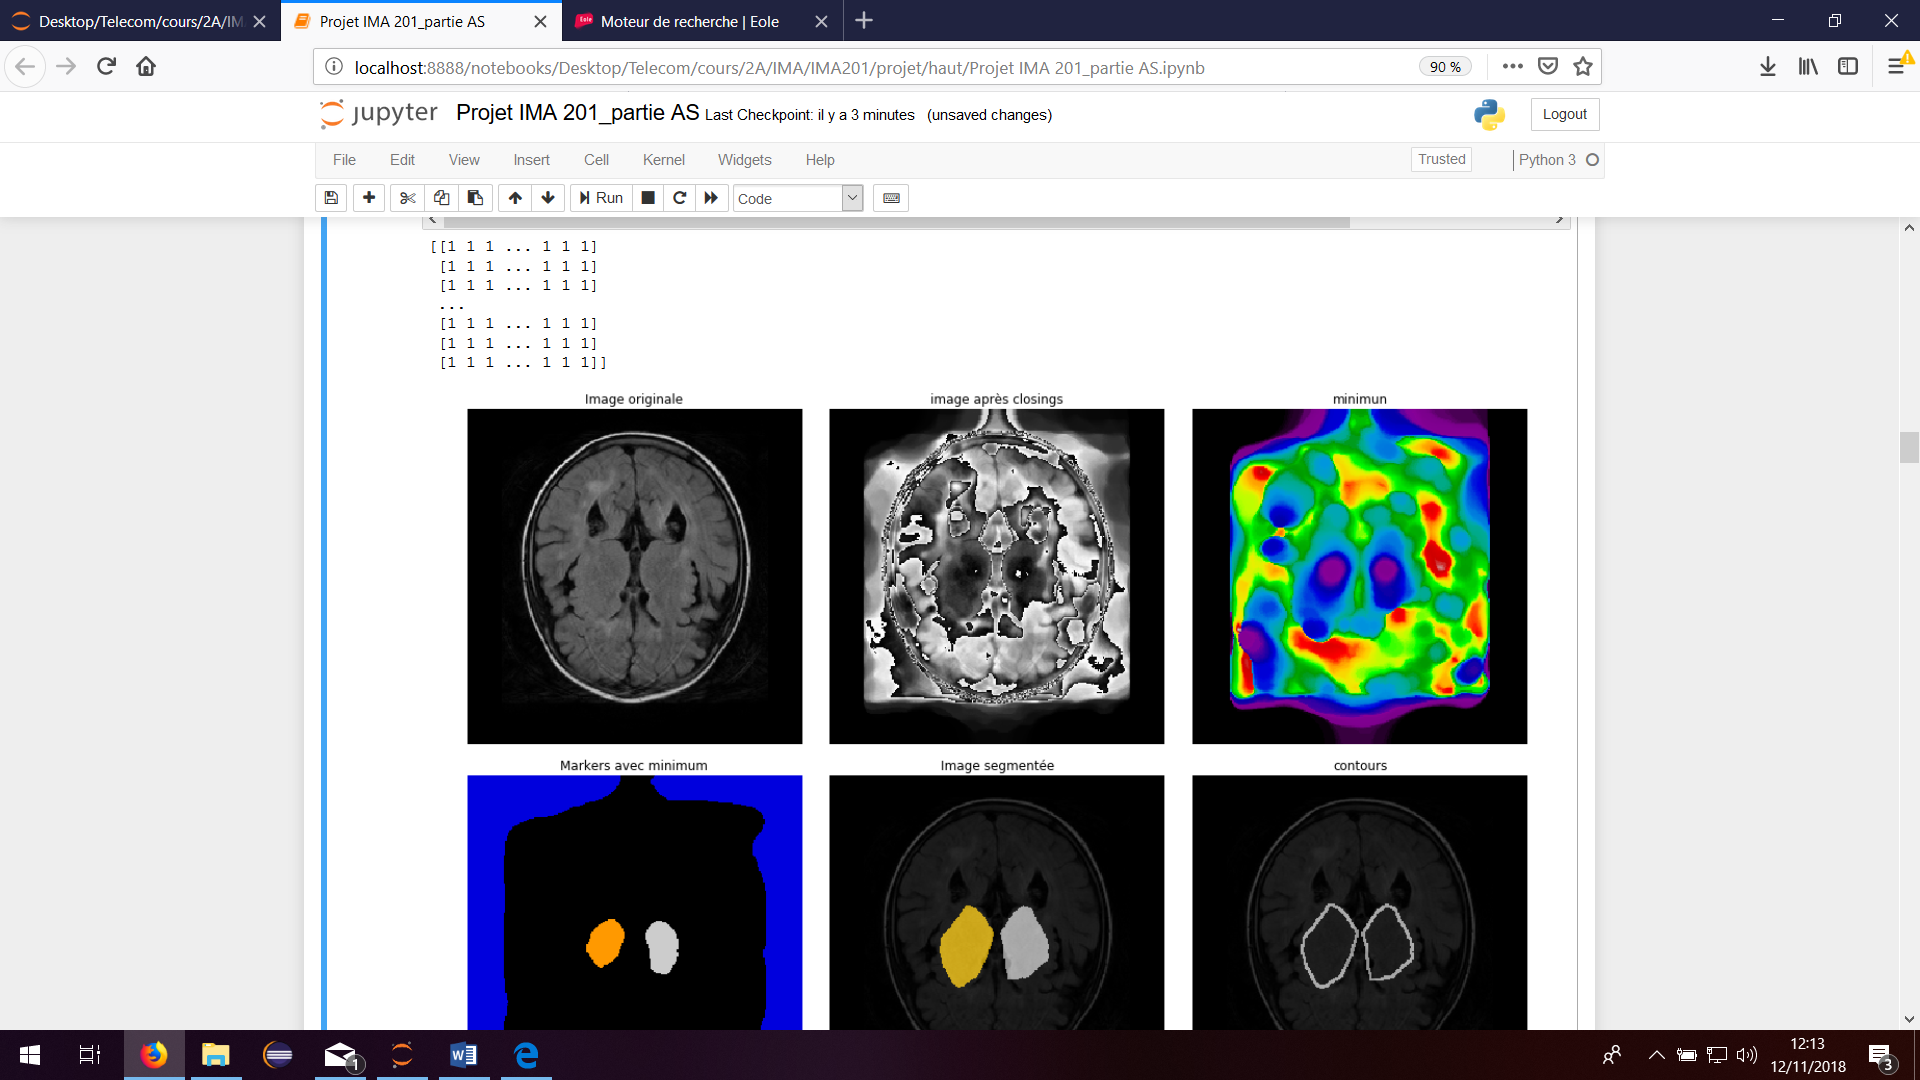 Desktop/Telecom/cours/2A/IM
Projet IMA 201_partie AS
Moteur de recherche | Eole
localhost:8888/notebooks/Desktop/Telecom/cours/2A/IMA/IMA201/projet/haut/Projet IMA 201_partie AS.ipynb
90 %
jupyter Projet IMA 201_partie AS Last Checkpoint: il y a 3 minutes (unsaved changes)
Logout
File Edit View Insert Cell Kernel Widgets Help
Trusted
Python 3
Run
Code
[[1 1 1 ... 1 1 1]
[1 1 1 ... 1 1 1]
[1 1 1 ... 1 1 1]
...
[1 1 1 ... 1 1 1]
[1 1 1 ... 1 1 1]
[1 1 1 ... 1 1 1]]
Image originale
image après closings
minimun
Markers avec minimum
Image segmentée
contours
1
12:13
12/11/2018
3